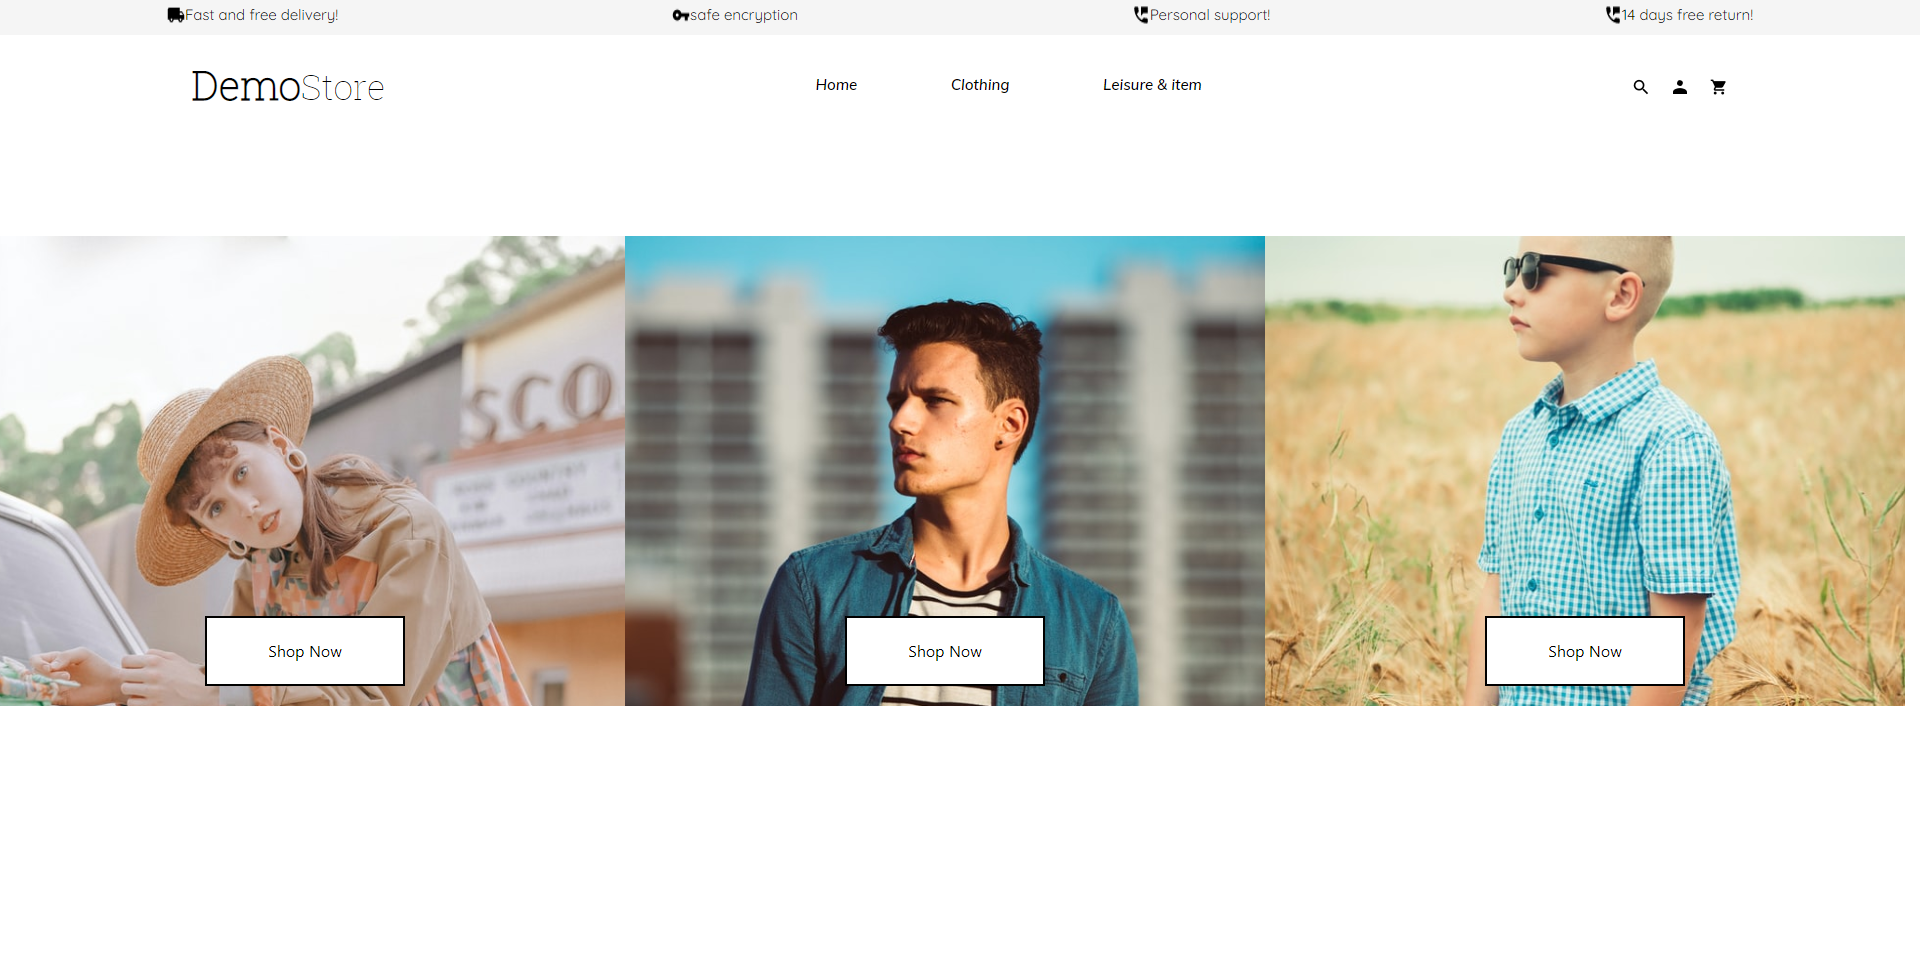 Fast and free delivery!
safe encryption
Personal support!
14 days free return!
DemoStore
Home
Clothing
Leisure & item
SCO
Shop Now
Shop Now
Shop Now